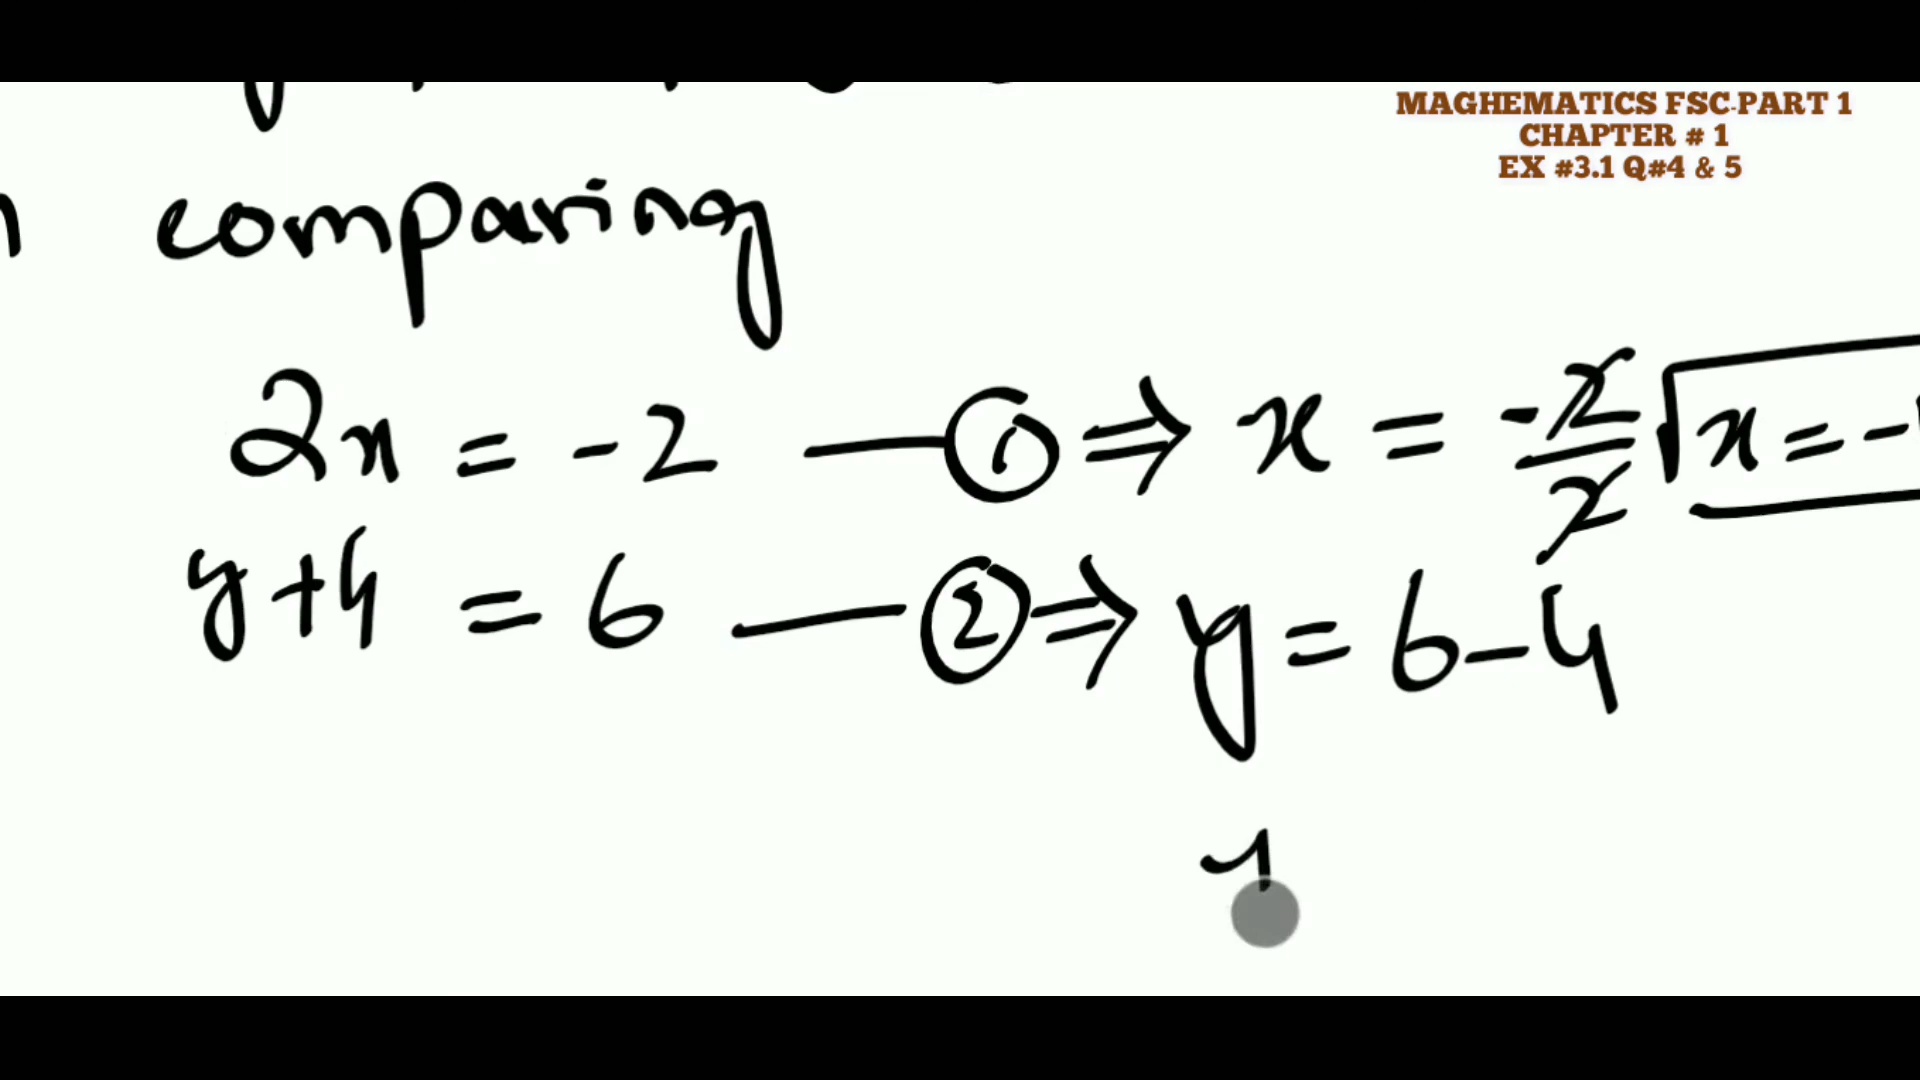 MAGHEMATICS FSC-PART 1
CHAPTER # 1
EX #3.1 Q#4 & 5
comparing
2x = -2 — ① ⇒ x = -2/2 x = -1
y+4 = 6 — ② ⇒ y = 6-4